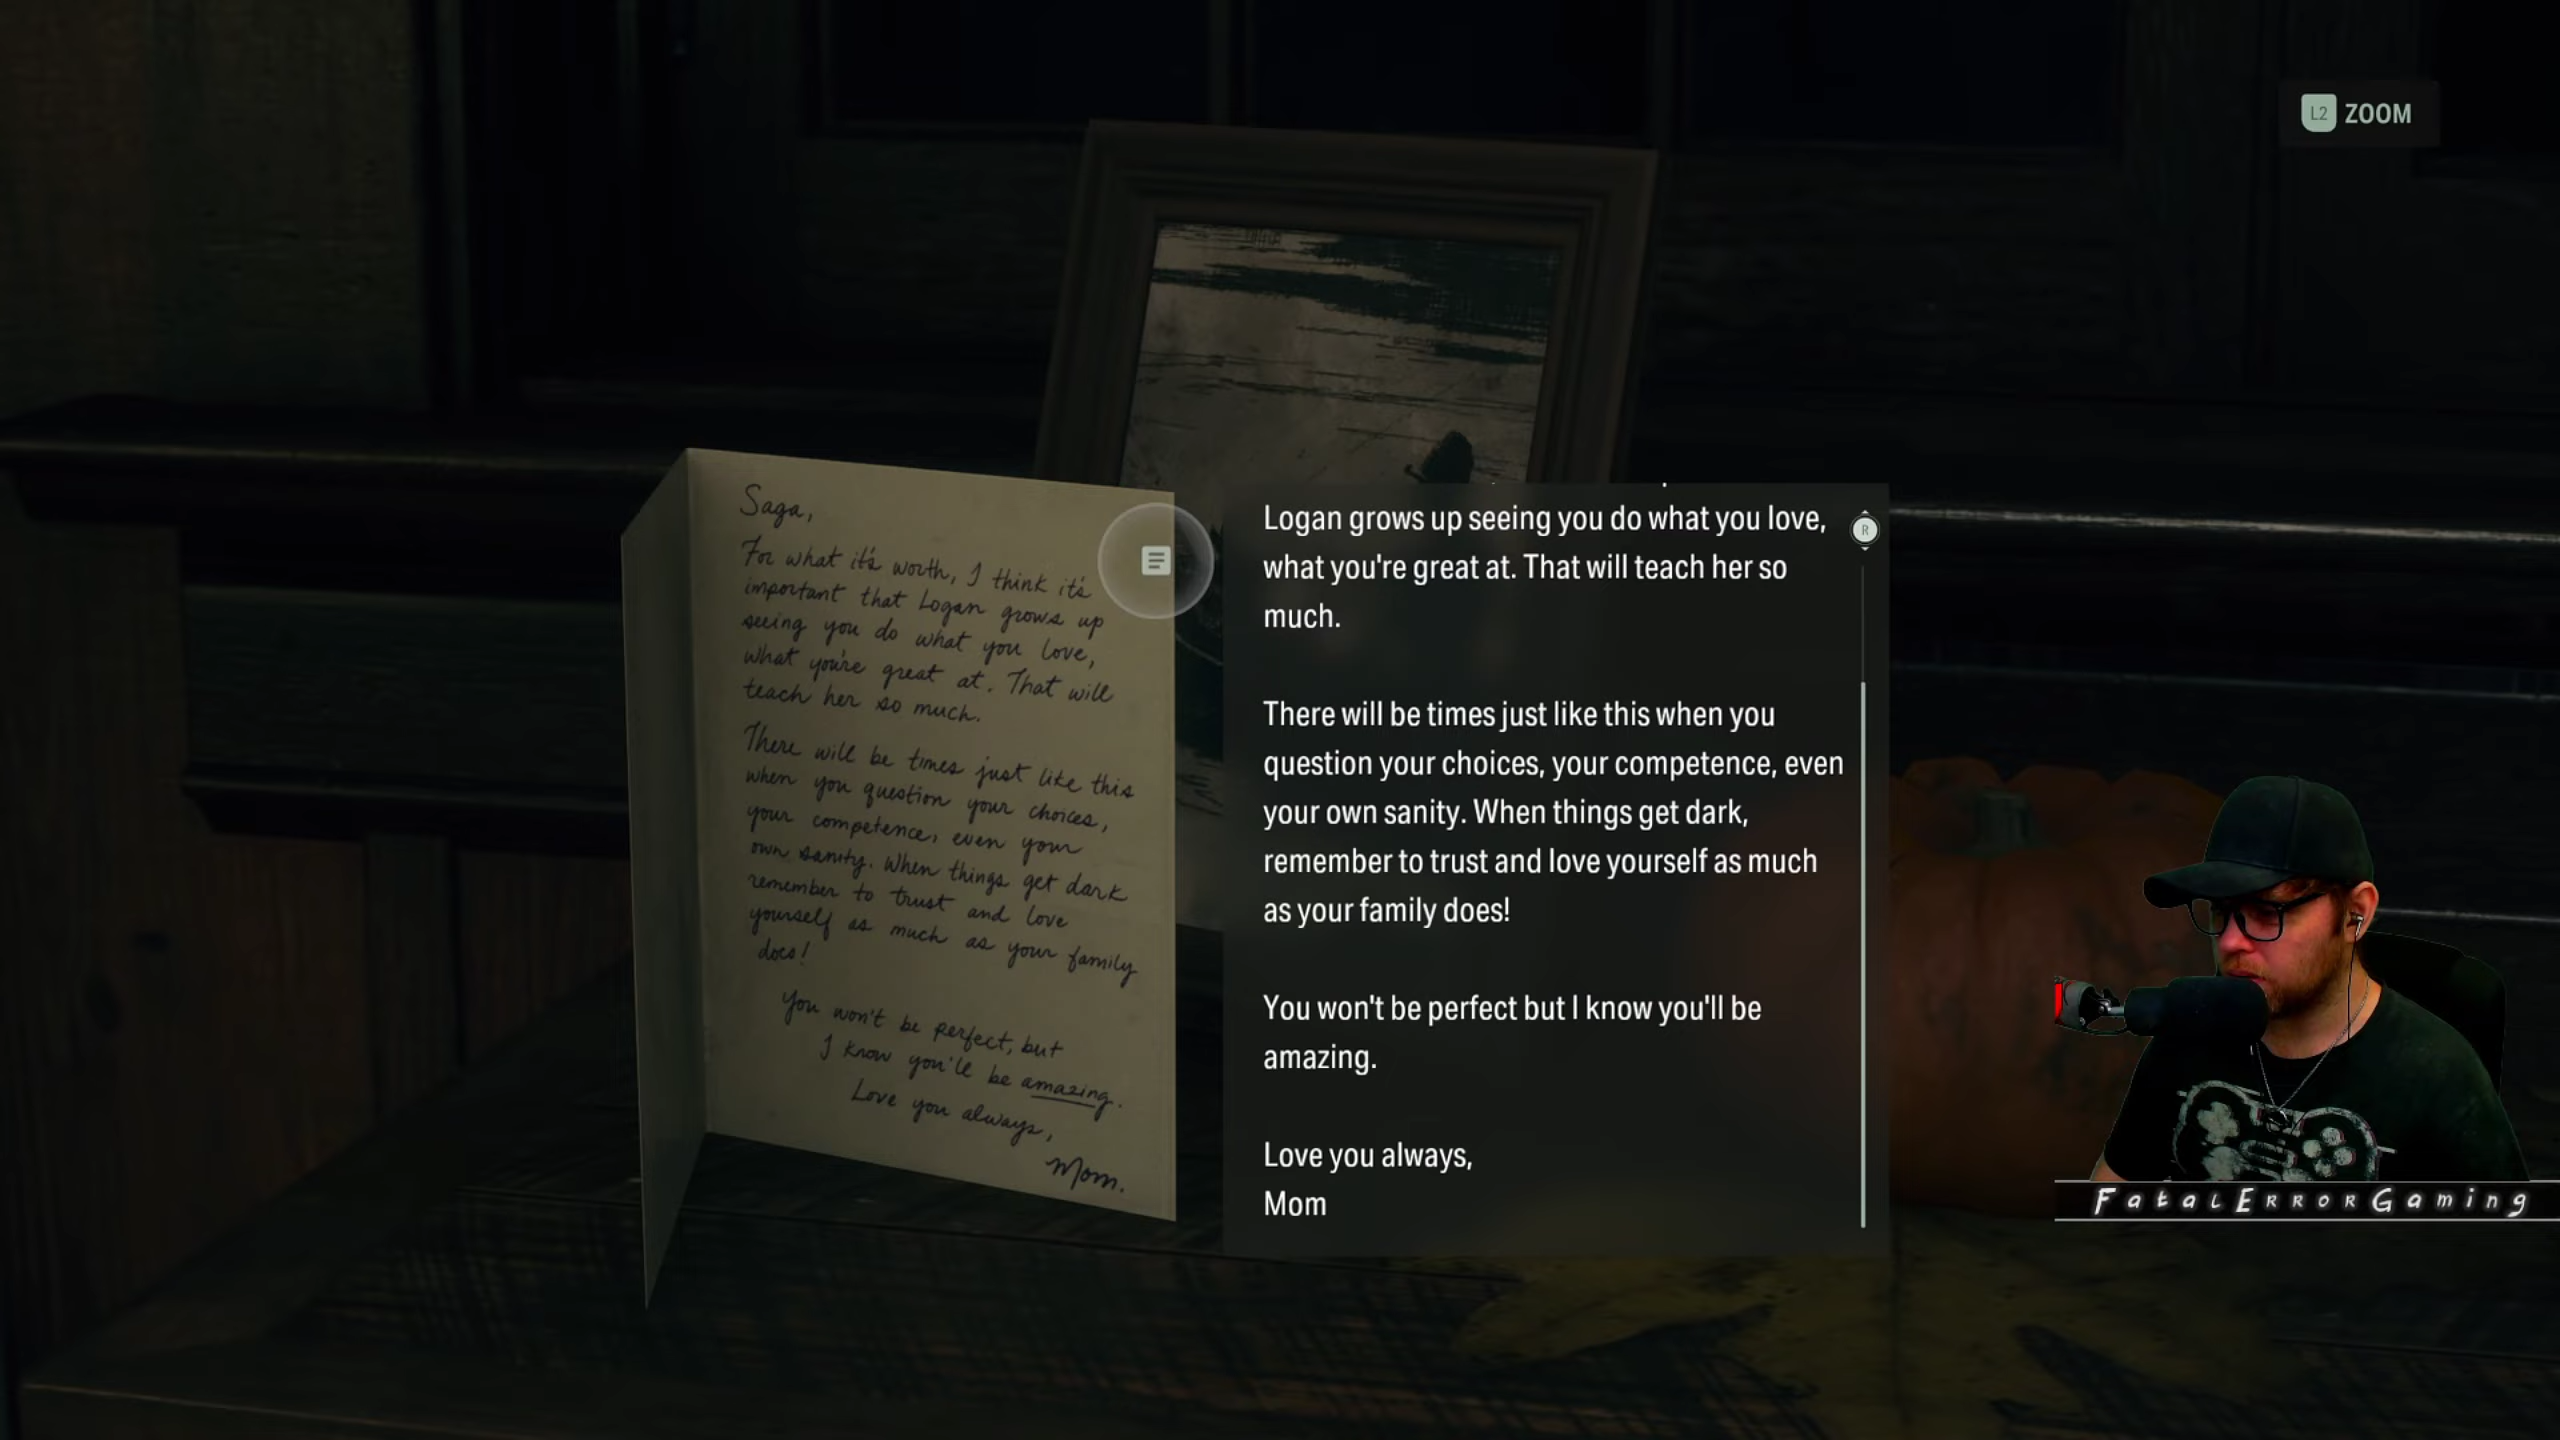 L2 ZOOM
Saga,
For what it's worth, I think it's
important that Logan grows up
seeing you do what you love,
what you're great at. That will
teach her so much.
There will be times just like this
when you question your choices,
your competence, even your
own sanity. When things get dark
remember to trust and love
yourself as much as your family
does!
You won't be perfect, but
I know you'll be amazing.
Love you always,
Mom.
Logan grows up seeing you do what you love,
what you're great at. That will teach her so
much.
There will be times just like this when you
question your choices, your competence, even
your own sanity. When things get dark,
remember to trust and love yourself as much
as your family does!
You won't be perfect but I know you'll be
amazing.
Love you always,
Mom
R
FatalErrorGaming